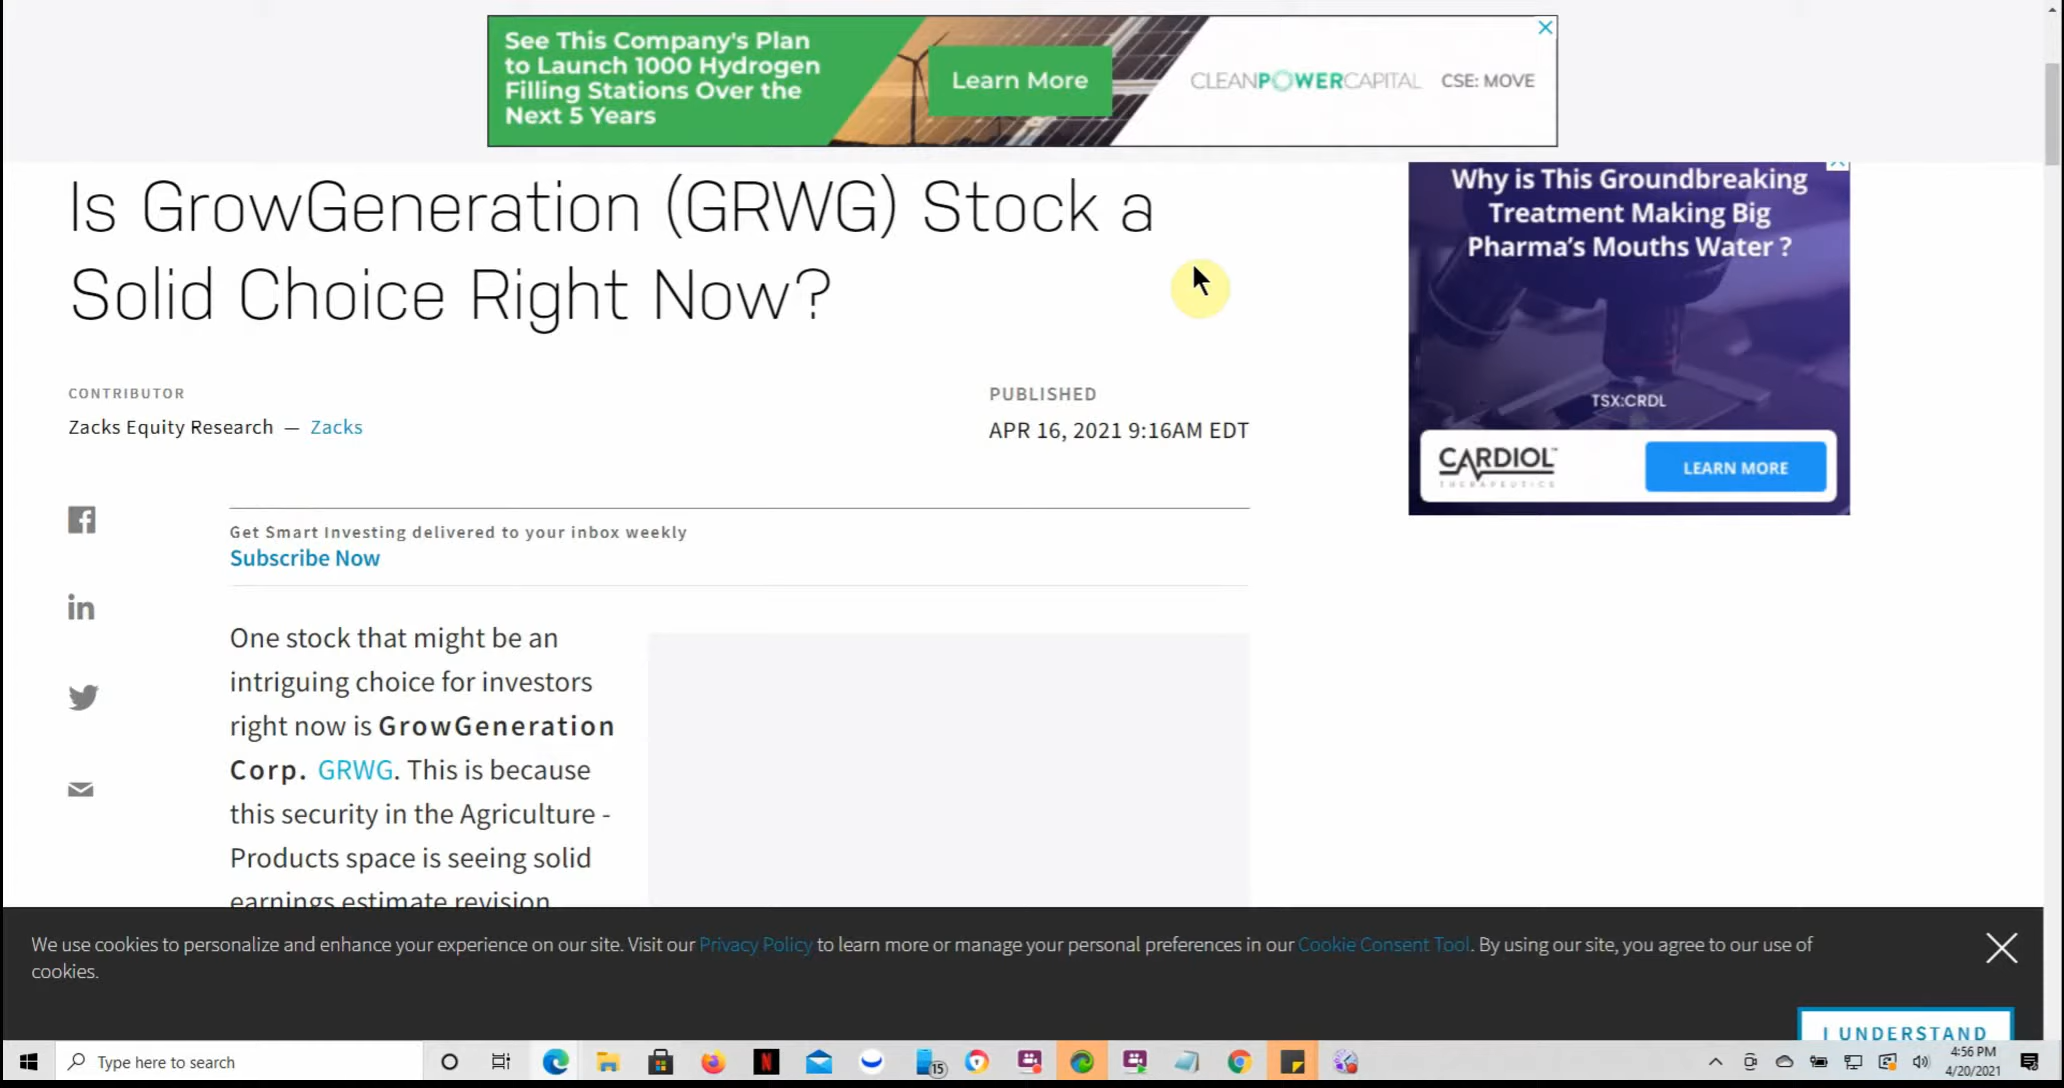 See This Company's Plan
to Launch 1000 Hydrogen
Filling Stations Over the
Next 5 Years
Learn More
CLEANPOWERCAPITAL CSE: MOVE
Is GrowGeneration (GRWG) Stock a
Solid Choice Right Now?
Why is This Groundbreaking
Treatment Making Big
Pharma's Mouths Water ?
TSX:CRDL
CARDIOL™
THERAPEUTICS
LEARN MORE
CONTRIBUTOR
Zacks Equity Research — Zacks
PUBLISHED
APR 16, 2021 9:16AM EDT
Get Smart Investing delivered to your inbox weekly
Subscribe Now
One stock that might be an
intriguing choice for investors
right now is GrowGeneration
Corp. GRWG. This is because
this security in the Agriculture -
Products space is seeing solid
earnings estimate revision
We use cookies to personalize and enhance your experience on our site. Visit our Privacy Policy to learn more or manage your personal preferences in our Cookie Consent Tool. By using our site, you agree to our use of
cookies.
I UNDERSTAND
Type here to search
15
4:56 PM
4/20/2021